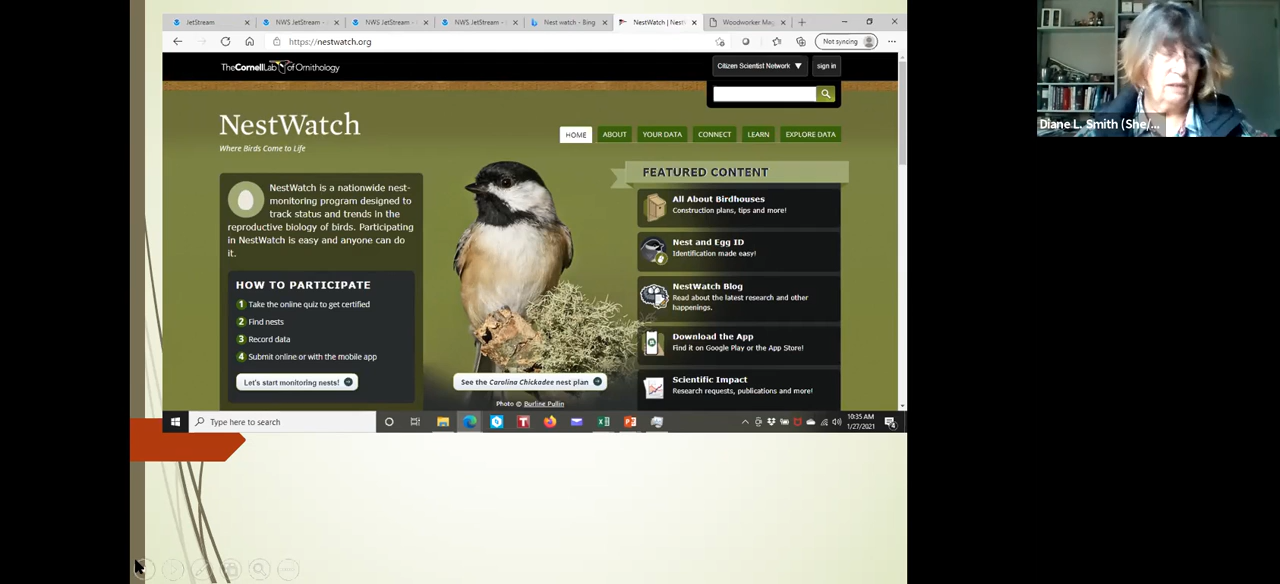 JetStream
NWS JetStream -
NWS JetStream -
NWS JetStream -
Nest watch - Bing
NestWatch | Nest
Woodworker Mag
https://nestwatch.org
Not syncing
TheCornellLab of Ornithology
Citizen Scientist Network
sign in
NestWatch
Where Birds Come to Life
HOME
ABOUT
YOUR DATA
CONNECT
LEARN
EXPLORE DATA
NestWatch is a nationwide nest-
monitoring program designed to
track status and trends in the
reproductive biology of birds. Participating
in NestWatch is easy and anyone can do
it.
HOW TO PARTICIPATE
1 Take the online quiz to get certified
2 Find nests
3 Record data
4 Submit online or with the mobile app
Let's start monitoring nests!
See the Carolina Chickadee nest plan
Photo © Burline Pullin
FEATURED CONTENT
All About Birdhouses
Construction plans, tips and more!
Nest and Egg ID
Identification made easy!
NestWatch Blog
Read about the latest research and other
happenings.
Download the App
Find it on Google Play or the App Store!
Scientific Impact
Research requests, publications and more!
Type here to search
10:35 AM
1/27/2021
Diane L. Smith (She/...